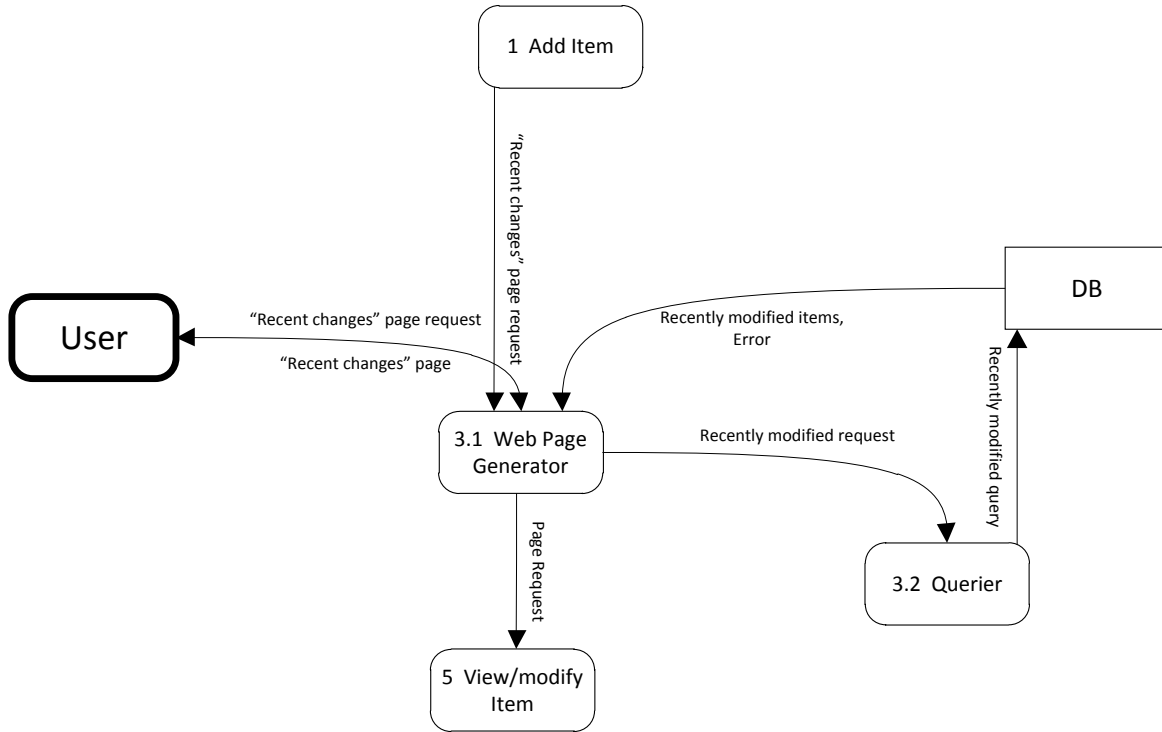 1  Add Item
“Recent changes” page request
DB
User
“Recent changes” page request
“Recent changes” page
Recently modified items,
Error
Recently modified query
3.1  Web Page
Generator
Recently modified request
Page Request
3.2  Querier
5  View/modify
Item